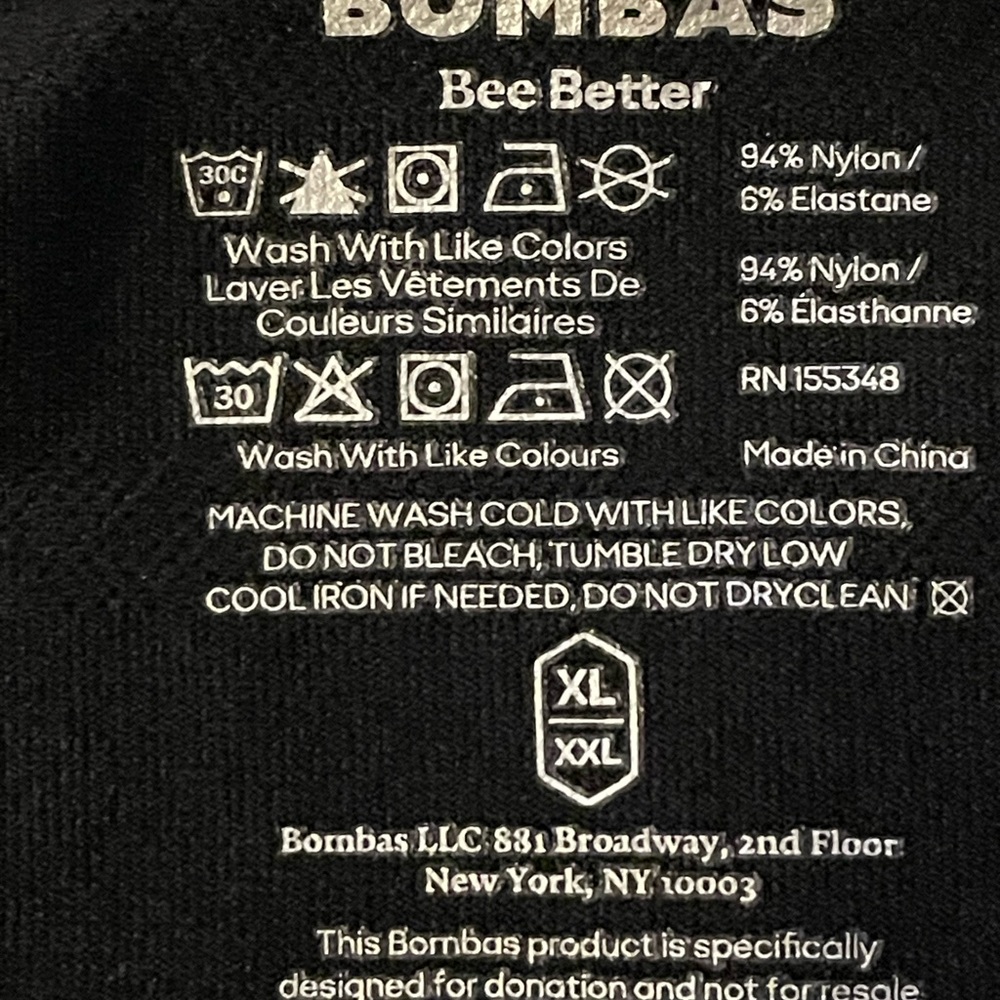 BOMBAS
Bee Better
30C
94% Nylon /
6% Elastane
Wash With Like Colors
Laver Les Vêtements De
Couleurs Similaires
94% Nylon /
6% Élasthanne
30
RN 155348
Wash With Like Colours
Made in China
MACHINE WASH COLD WITH LIKE COLORS,
DO NOT BLEACH, TUMBLE DRY LOW
COOL IRON IF NEEDED, DO NOT DRYCLEAN
XL
XXL
Bombas LLC 881 Broadway, 2nd Floor
New York, NY 10003
This Bombas product is specifically
designed for donation and not for resale